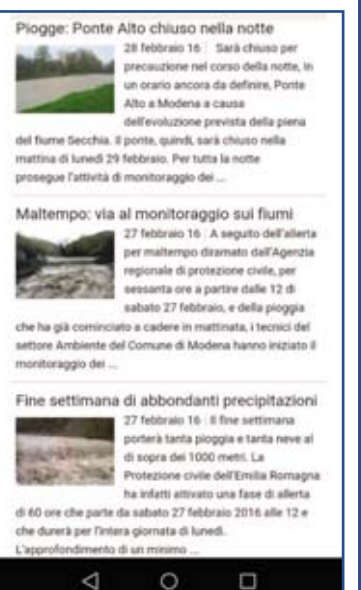 Piogge: Ponte Alto chiuso nella notte
28 febbraio 16 | Sarà chiuso per
precauzione nel corso della notte, in
un orario ancora da definire, Ponte
Alto a Modena a causa
dell'evoluzione prevista della piena
del fiume Secchia. Il ponte, quindi, sarà chiuso nella
mattina di lunedì 29 febbraio. Per tutta la notte
prosegue l'attività di monitoraggio dei ...
Maltempo: via al monitoraggio sui fiumi
27 febbraio 16 | A seguito dell'allerta
per maltempo diramato dall'Agenzia
regionale di protezione civile, per
sessanta ore a partire dalle 12 di
sabato 27 febbraio, e della pioggia
che ha già cominciato a cadere in mattinata, i tecnici del
settore Ambiente del Comune di Modena hanno iniziato il
monitoraggio dei ...
Fine settimana di abbondanti precipitazioni
27 febbraio 16 | Il fine settimana
porterà tanta pioggia e tanta neve al
di sopra dei 1000 metri. La
Protezione civile dell'Emilia Romagna
ha infatti attivato una fase di allerta
di 60 ore che parte da sabato 27 febbraio 2016 alle 12 e
che durerà per l'intera giornata di lunedì.
L'approfondimento di un minimo ...